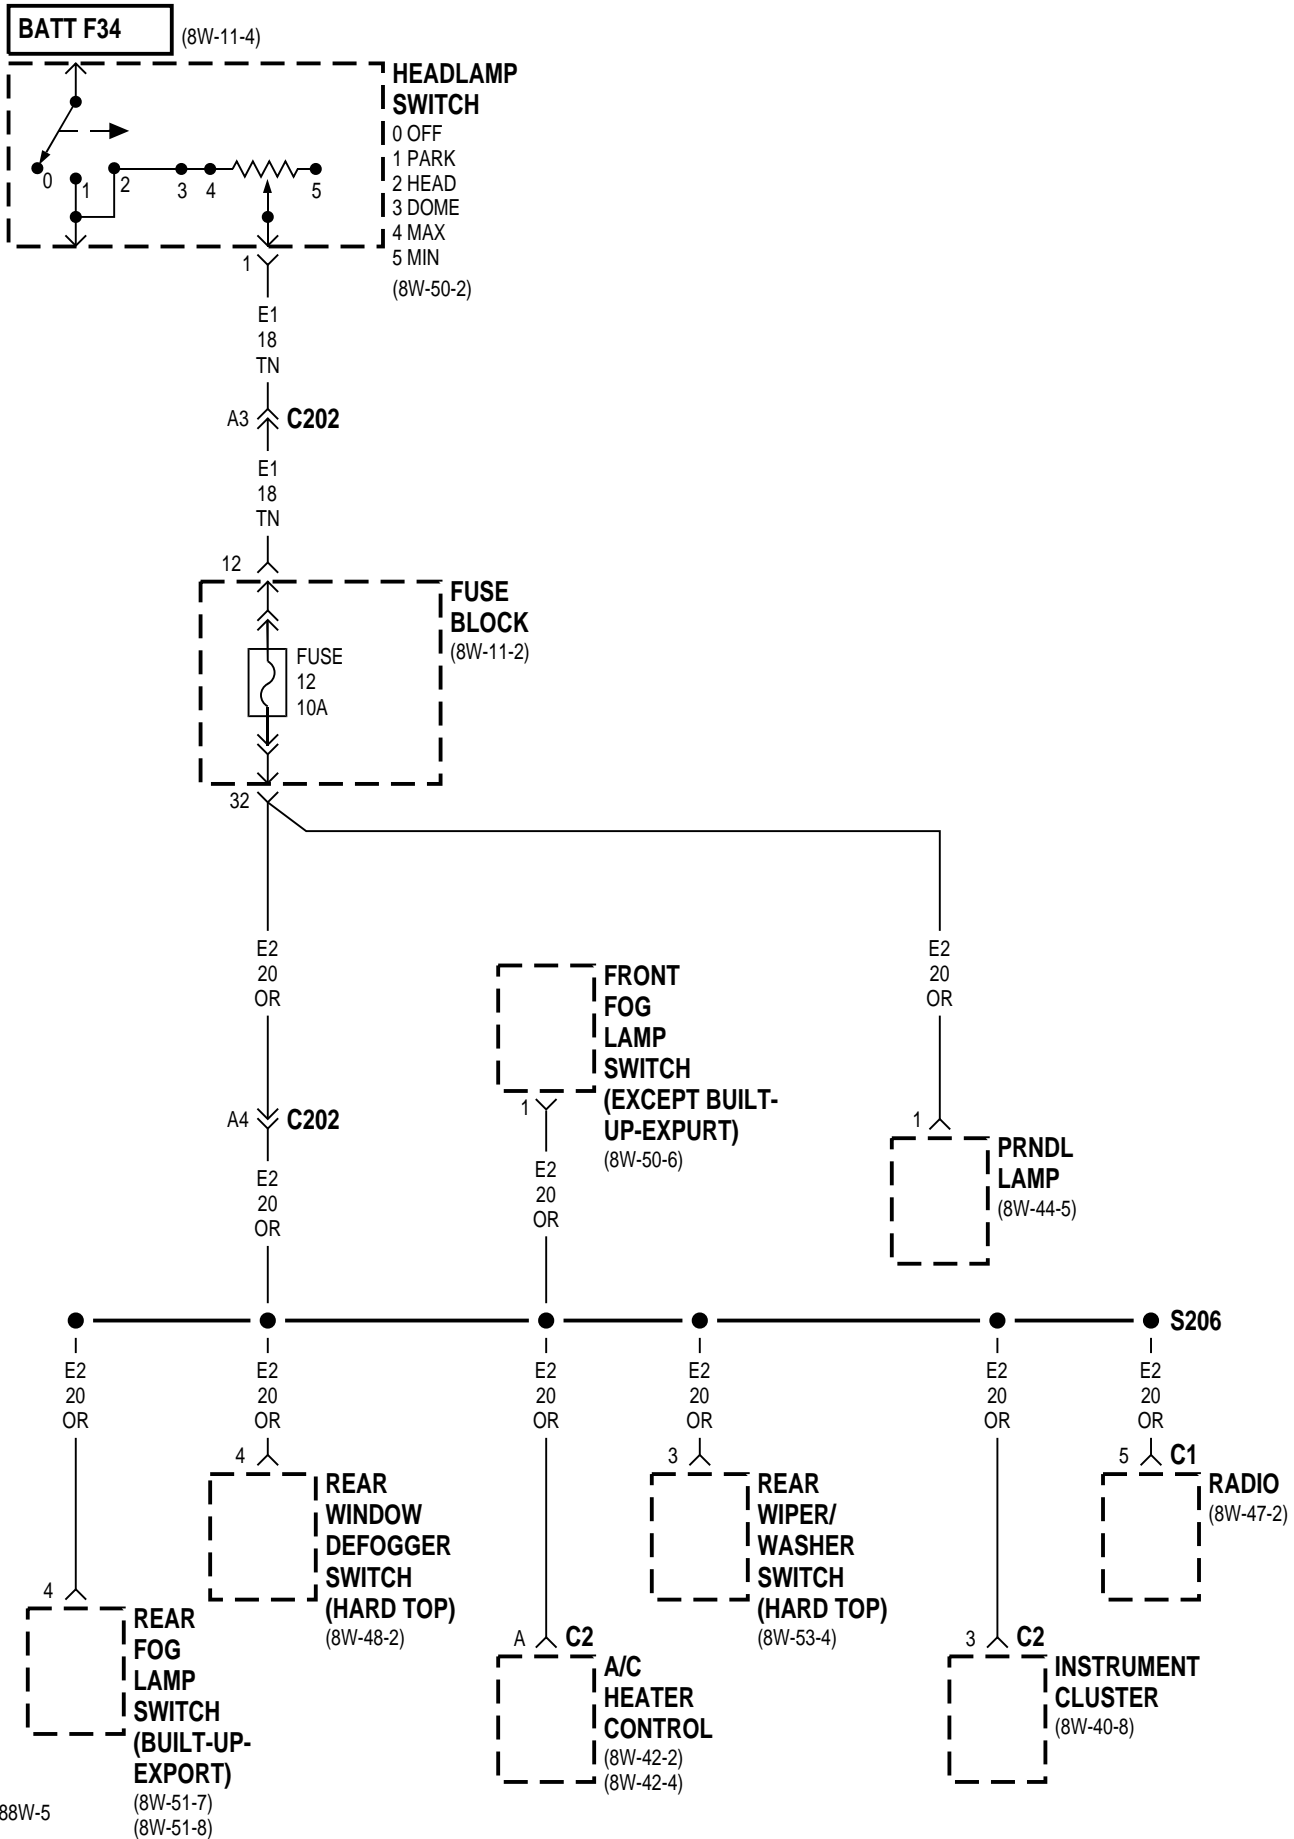 BATT F34
(8W-11-4)
HEADLAMP
SWITCH
0 OFF
1 PARK
2 HEAD
3 DOME
4 MAX
5 MIN
(8W-50-2)
0
1
2
3
4
5
1
E1
18
TN
A3
C202
E1
18
TN
12
FUSE
BLOCK
(8W-11-2)
FUSE
12
10A
32
E2
20
OR
E2
20
OR
FRONT
FOG
LAMP
SWITCH
(EXCEPT BUILT-
UP-EXPURT)
(8W-50-6)
1
A4
C202
1
PRNDL
LAMP
(8W-44-5)
E2
20
OR
E2
20
OR
S206
E2
20
OR
E2
20
OR
E2
20
OR
E2
20
OR
E2
20
OR
E2
20
OR
4
REAR
WINDOW
DEFOGGER
SWITCH
(HARD TOP)
(8W-48-2)
3
REAR
WIPER/
WASHER
SWITCH
(HARD TOP)
(8W-53-4)
5
C1
RADIO
(8W-47-2)
4
REAR
FOG
LAMP
SWITCH
(BUILT-UP-
EXPORT)
(8W-51-7)
(8W-51-8)
A
C2
A/C
HEATER
CONTROL
(8W-42-2)
(8W-42-4)
3
C2
INSTRUMENT
CLUSTER
(8W-40-8)
88W-5